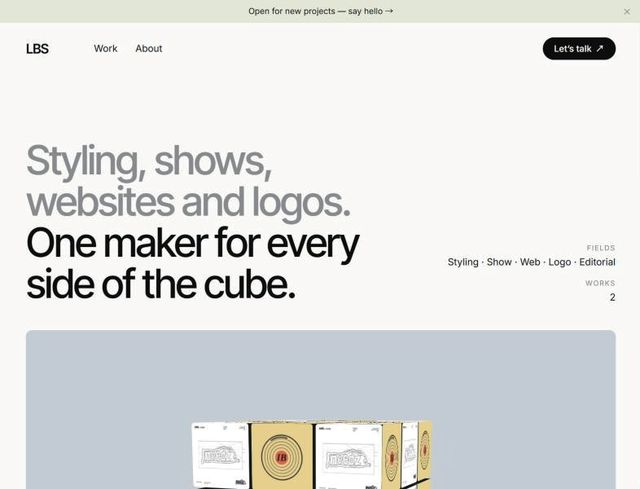 Open for new projects — say hello →
LBS
Work
About
Let's talk ↗
Styling, shows,
websites and logos.
One maker for every
side of the cube.
FIELDS
Styling · Show · Web · Logo · Editorial
WORKS
2